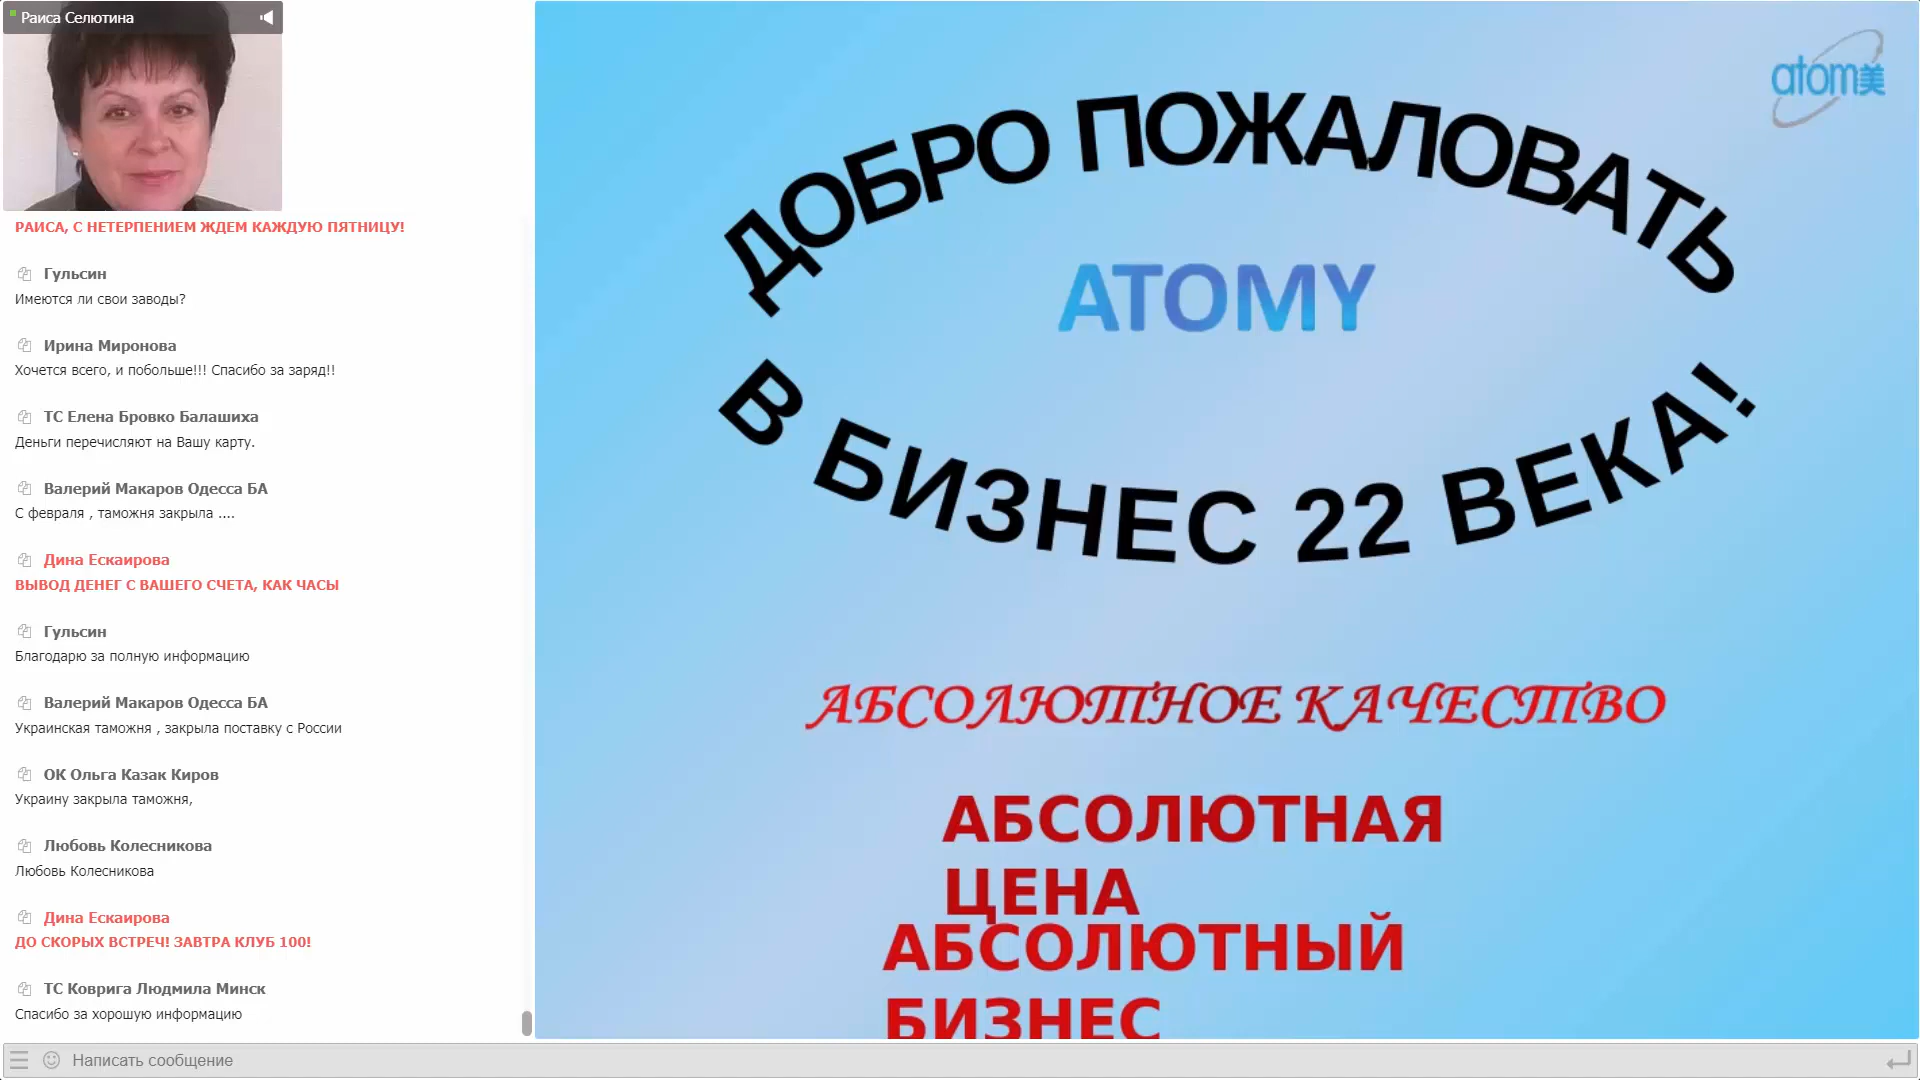 Раиса Селютина
РАИСА, С НЕТЕРПЕНИЕМ ЖДЕМ КАЖДУЮ ПЯТНИЦУ!
Гульсин
Имеются ли свои заводы?
Ирина Миронова
Хочется всего, и побольше!!! Спасибо за заряд!!
ТС Елена Бровко Балашиха
Деньги перечисляют на Вашу карту.
Валерий Макаров Одесса БА
С февраля , таможня закрыла ....
Дина Ескаирова
ВЫВОД ДЕНЕГ С ВАШЕГО СЧЕТА, КАК ЧАСЫ
Гульсин
Благодарю за полную информацию
Валерий Макаров Одесса БА
Украинская таможня , закрыла поставку с России
ОК Ольга Казак Киров
Украину закрыла таможня,
Любовь Колесникова
Любовь Колесникова
Дина Ескаирова
ДО СКОРЫХ ВСТРЕЧ! ЗАВТРА КЛУБ 100!
ТС Коврига Людмила Минск
Спасибо за хорошую информацию
Написать сообщение
atom美
ДОБРО ПОЖАЛОВАТЬ
ATOMY
В БИЗНЕС 22 ВЕКА!
АБСОЛЮТНОЕ КАЧЕСТВО
АБСОЛЮТНАЯ
ЦЕНА
АБСОЛЮТНЫЙ
БИЗНЕС